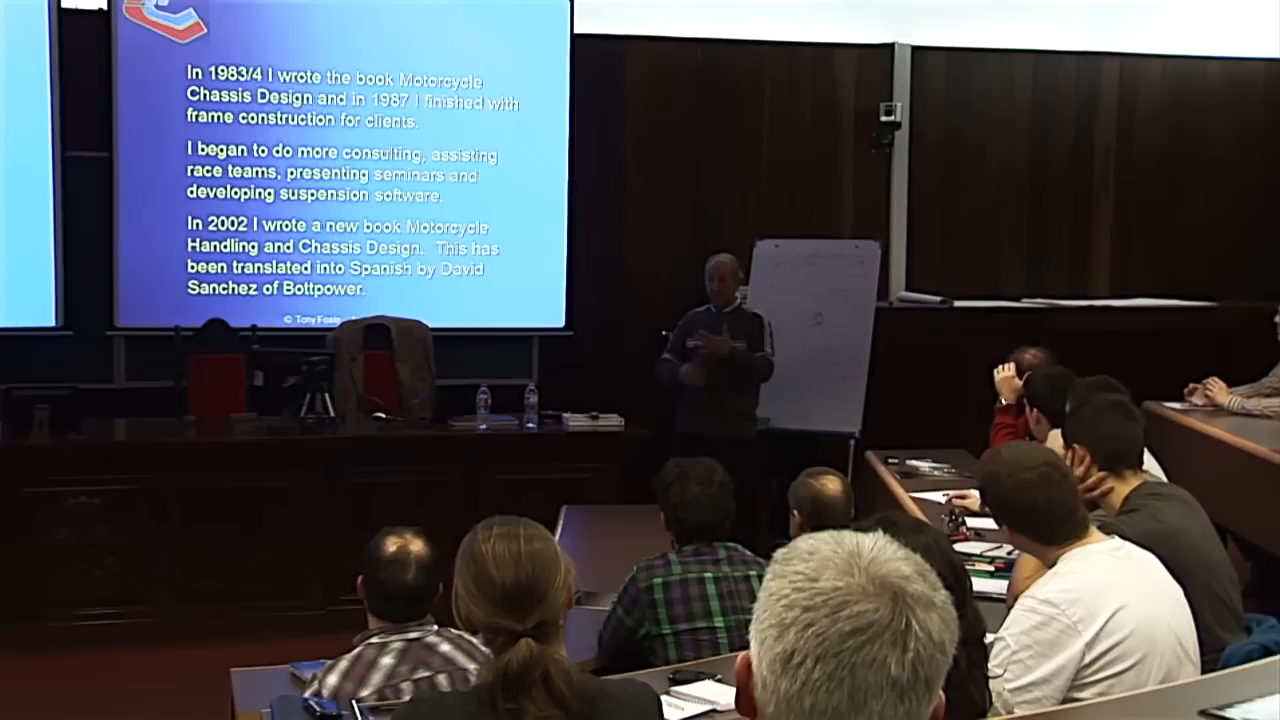 In 1983/4 I wrote the book Motorcycle
Chassis Design and in 1987 I finished with
frame construction for clients.
I began to do more consulting, assisting
race teams, presenting seminars and
developing suspension software.
In 2002 I wrote a new book Motorcycle
Handling and Chassis Design. This has
been translated into Spanish by David
Sanchez of Bottpower.
© Tony